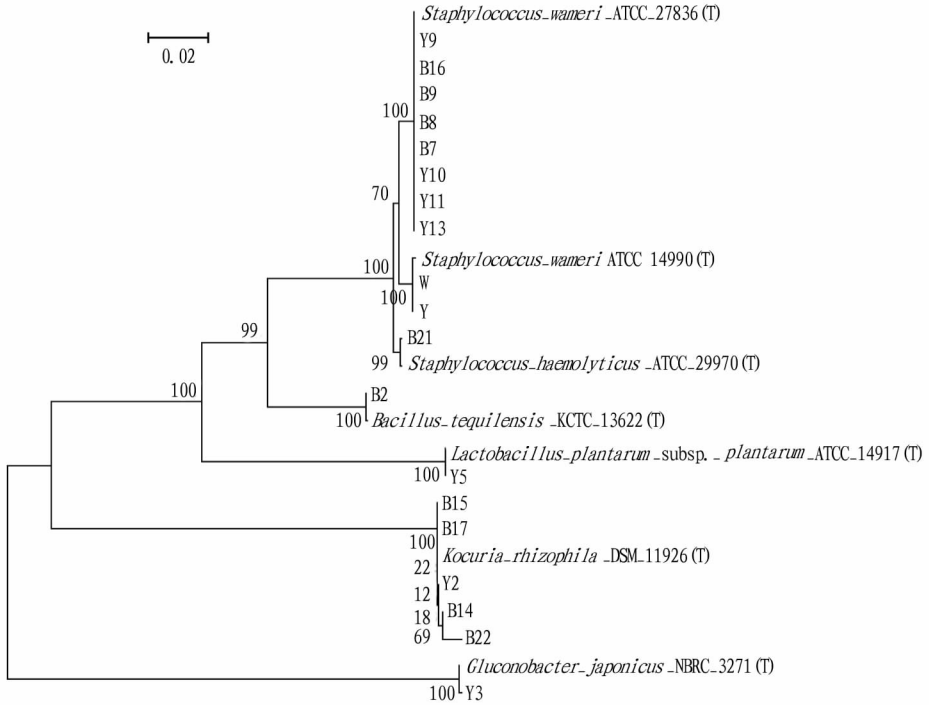 Staphylococcus_wameri_ATCC_27836(T)
0.02
Y9
B16
B9
100
B8
B7
Y10
70
Y11
Y13
Staphylococcus_wameri ATCC 14990(T)
100
W
100
Y
99
B21
99
Staphylococcus_haemolyticus_ATCC_29970(T)
100
B2
100
Bacillus_tequilensis_KCTC_13622(T)
Lactobacillus_plantarum_subsp._plantarum_ATCC_14917(T)
100
Y5
B15
B17
100
Kocuria_rhizophila_DSM_11926(T)
22
Y2
12
B14
18
69
B22
Gluconobacter_japonicus_NBRC_3271(T)
100
Y3